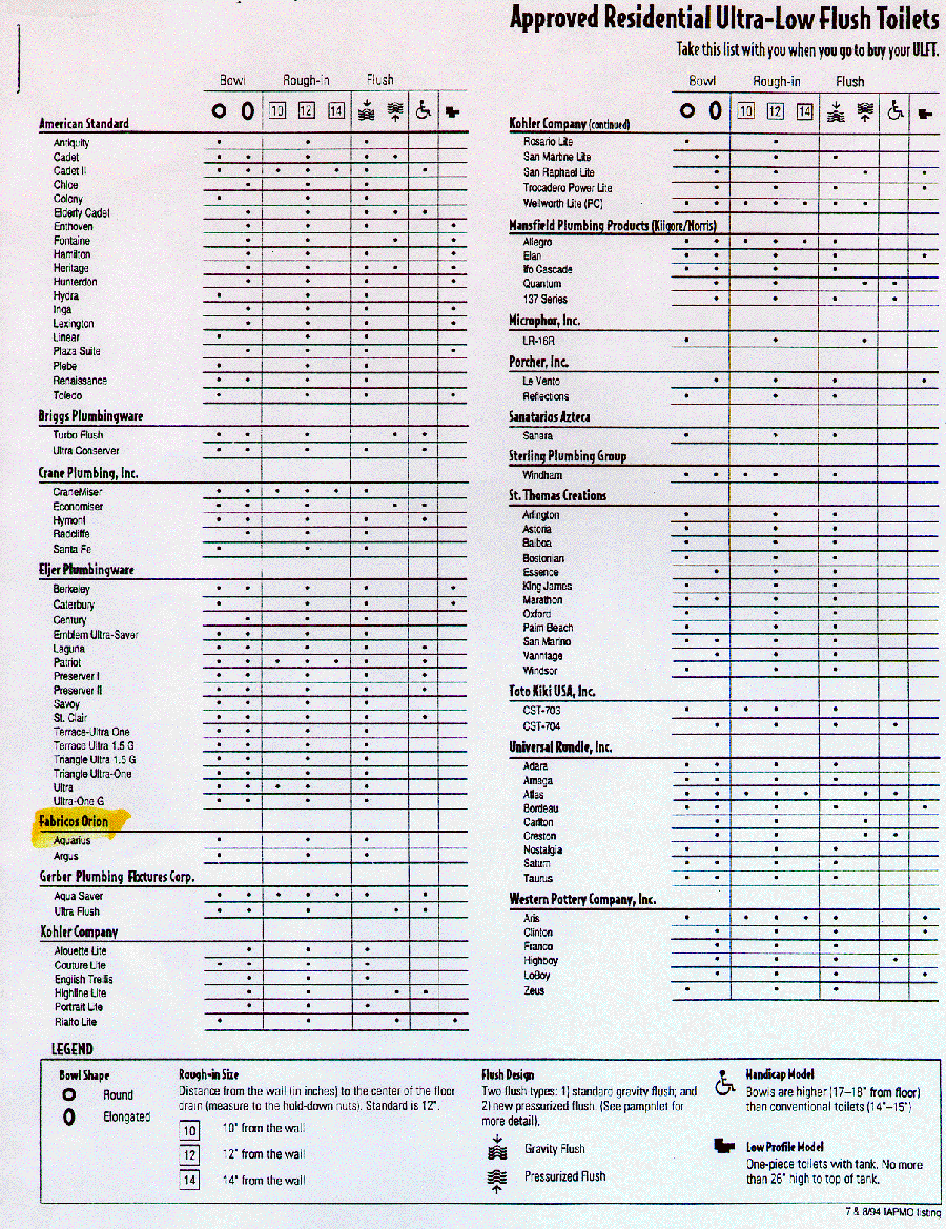 Approved Residential Ultra-Low Flush Toilets
Take this list with you when you go to buy your ULFT.
Bowl Rough-in Flush
10 12 14
American Standard
Antiquity
Cadet
Cadet II
Chloe
Colony
Elderly Cadet
Enthoven
Fontaine
Hamilton
Heritage
Hunterdon
Hydra
Inga
Lexington
Linear
Plaza Suite
Plebe
Renaissance
Toledo
Briggs Plumbingware
Turbo Flush
Ultra Conserver
Crane Plumbing, Inc.
CraneMiser
Economiser
Hymont
Radcliffe
Santa Fe
Eljer Plumbingware
Berkeley
Caterbury
Century
Emblem Ultra-Saver
Laguna
Patriot
Preserver I
Preserver II
Savoy
St. Clair
Terrace-Ultra One
Terrace Ultra 1.5 G
Triangle Ultra 1.5 G
Triangle Ultra-One
Ultra
Ultra-One G
Fabricos Orion
Aquarius
Argus
Gerber Plumbing Fixtures Corp.
Aqua Saver
Ultra Flush
Kohler Company
Alouette Lite
Couture Lite
English Trellis
Highline Lite
Portrait Lite
Rialto Lite
Bowl Rough-in Flush
10 12 14
Kohler Company (continued)
Rosario Lite
San Martine Lite
San Raphael Lite
Trocadero Power Lite
Wellworth Lite (PC)
Mansfield Plumbing Products (Kilgore/Norris)
Allegro
Elan
Ifo Cascade
Quantum
137 Series
Microphor, Inc.
LR-16R
Porcher, Inc.
Le Vento
Reflections
Sanatarios Azteca
Sahara
Sterling Plumbing Group
Windham
St. Thomas Creations
Arlington
Astoria
Balboa
Bostonian
Essence
King James
Marathon
Oxford
Palm Beach
San Marino
Vanntage
Windsor
Toto Kiki USA, Inc.
CST-703
CST-704
Universal Rundle, Inc.
Adara
Amaga
Atlas
Bordeau
Carlton
Creston
Nostalgia
Saturn
Taurus
Western Pottery Company, Inc.
Aris
Clinton
Franco
Highboy
LoBoy
Zeus
LEGEND
Bowl Shape
Round
Elongated
Rough-in Size
Distance from the wall (in inches) to the center of the floor
drain (measure to the hold-down nuts). Standard is 12".
10 10" from the wall
12 12" from the wall
14 14" from the wall
Flush Design
Two flush types: 1) standard gravity flush; and
2) new pressurized flush. (See pamphlet for
more detail).
Gravity Flush
Pressurized Flush
Handicap Model
Bowls are higher (17–18" from floor)
than conventional toilets (14"–15")
Low Profile Model
One-piece toilets with tank. No more
than 26" high to top of tank.
7 & 8/94 IAPMO listing